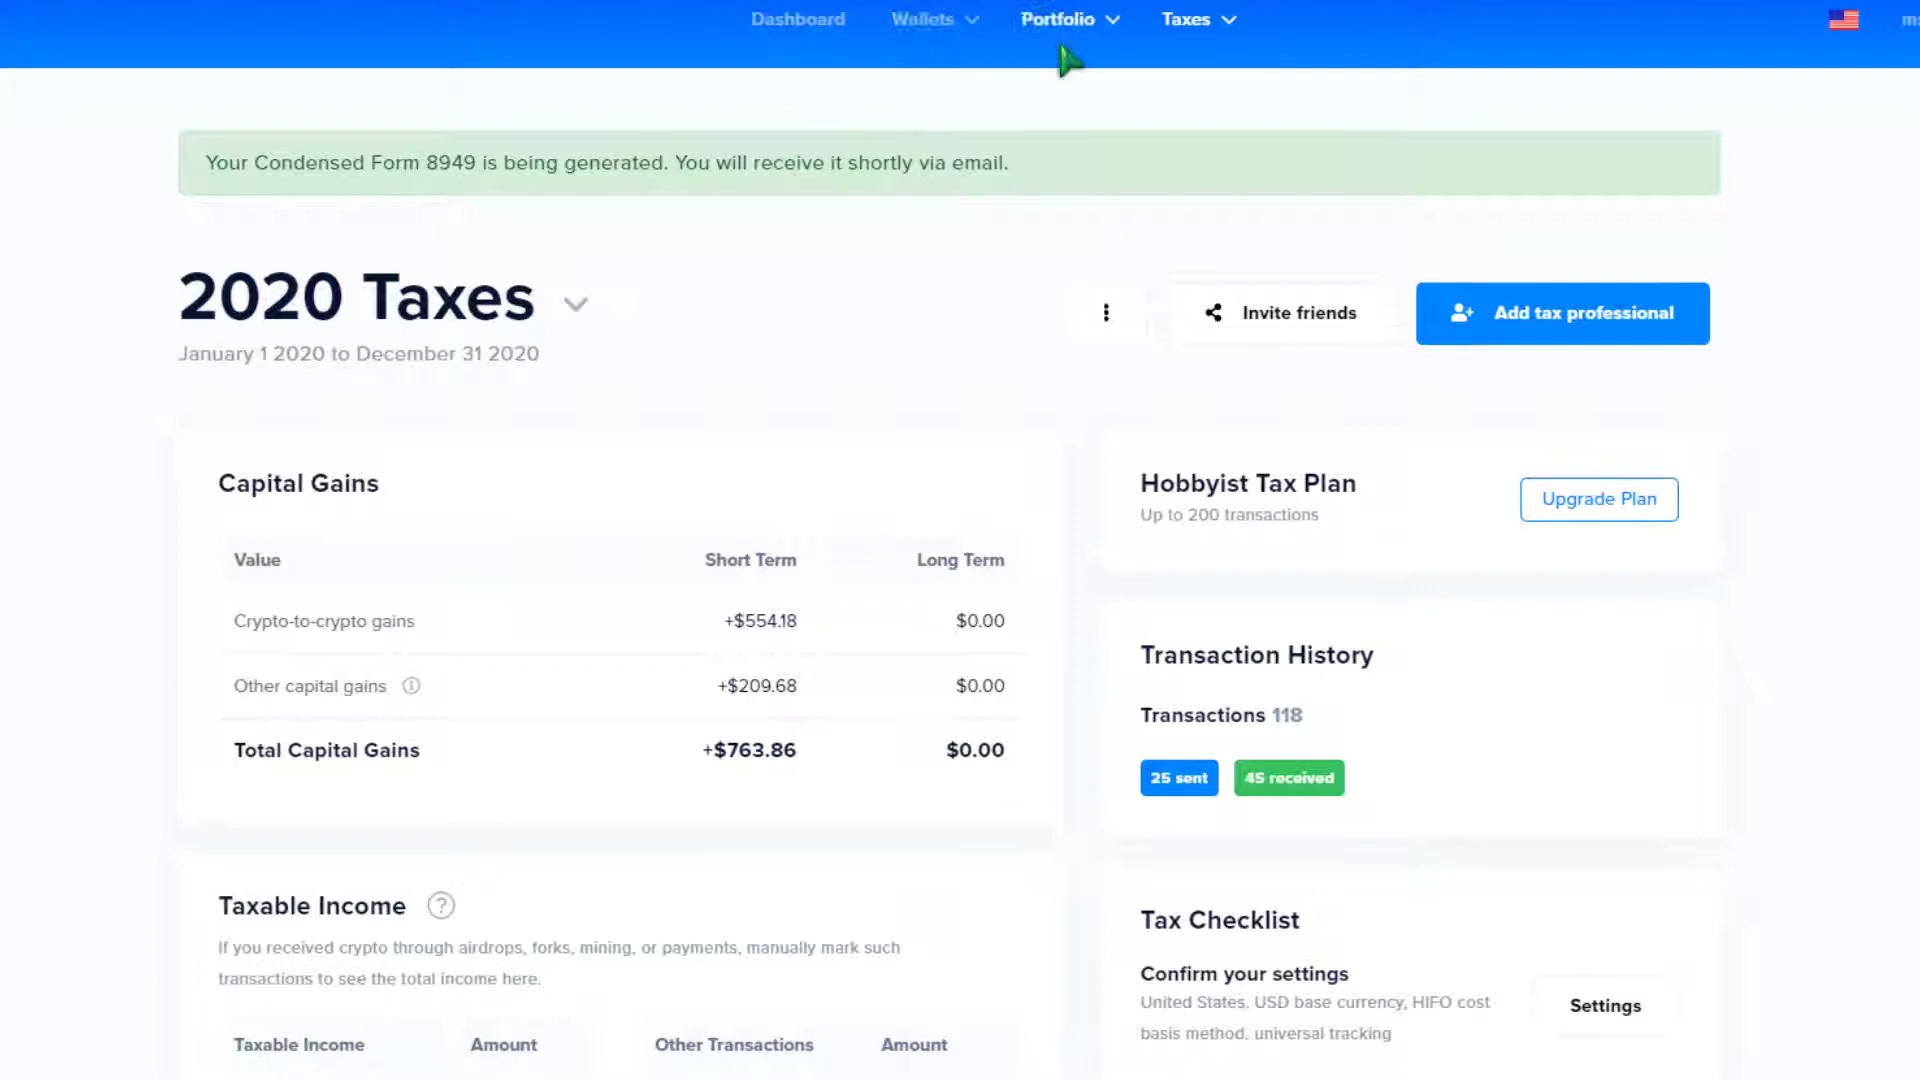 Dashboard
Wallets
Portfolio
Taxes
Your Condensed Form 8949 is being generated. You will receive it shortly via email.
2020 Taxes
January 1 2020 to December 31 2020
Invite friends
Add tax professional
Capital Gains
Value Short Term Long Term
Crypto-to-crypto gains +$554.18 $0.00
Other capital gains +$209.68 $0.00
Total Capital Gains +$763.86 $0.00
Hobbyist Tax Plan
Up to 200 transactions
Upgrade Plan
Transaction History
Transactions 118
25 sent
45 received
Taxable Income ?
If you received crypto through airdrops, forks, mining, or payments, manually mark such
transactions to see the total income here.
Taxable Income Amount Other Transactions Amount
Tax Checklist
Confirm your settings
United States. USD base currency, HIFO cost
basis method. universal tracking
Settings